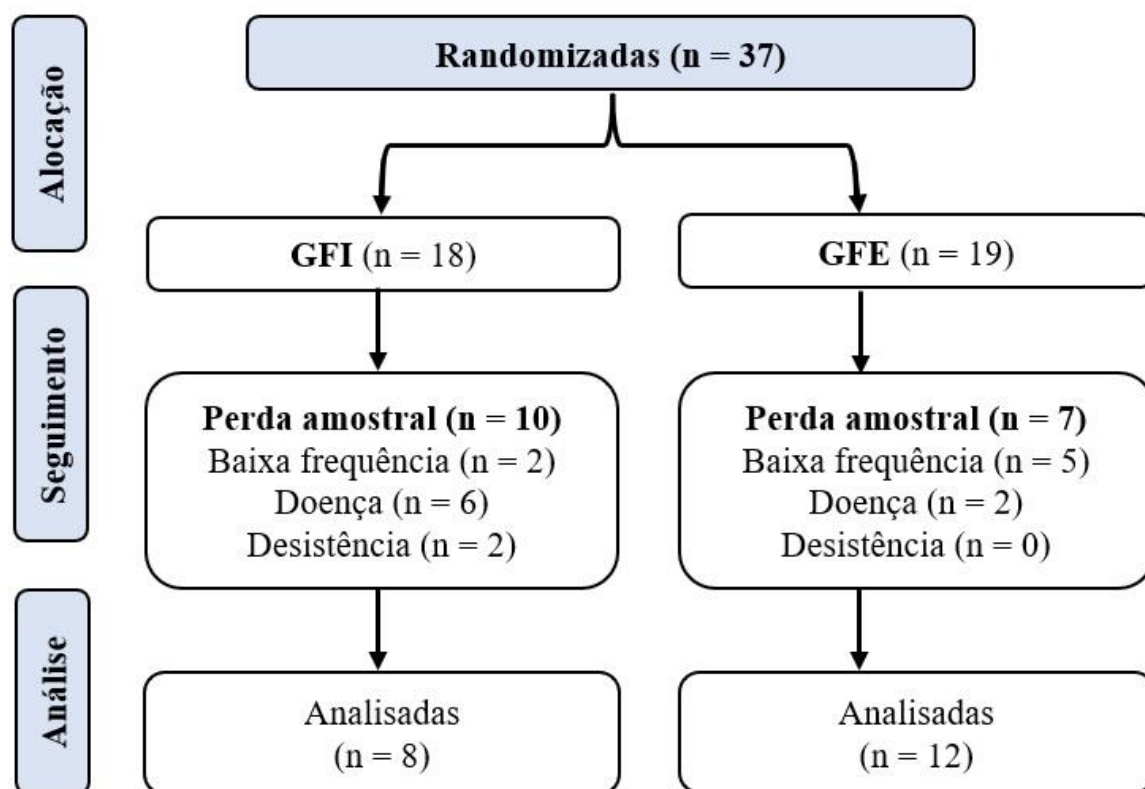 Alocação
Randomizadas (n = 37)
GFI (n = 18)
GFE (n = 19)
Seguimento
Perda amostral (n = 10)
Baixa frequência (n = 2)
Doença (n = 6)
Desistência (n = 2)
Perda amostral (n = 7)
Baixa frequência (n = 5)
Doença (n = 2)
Desistência (n = 0)
Análise
Analisadas
(n = 8)
Analisadas
(n = 12)